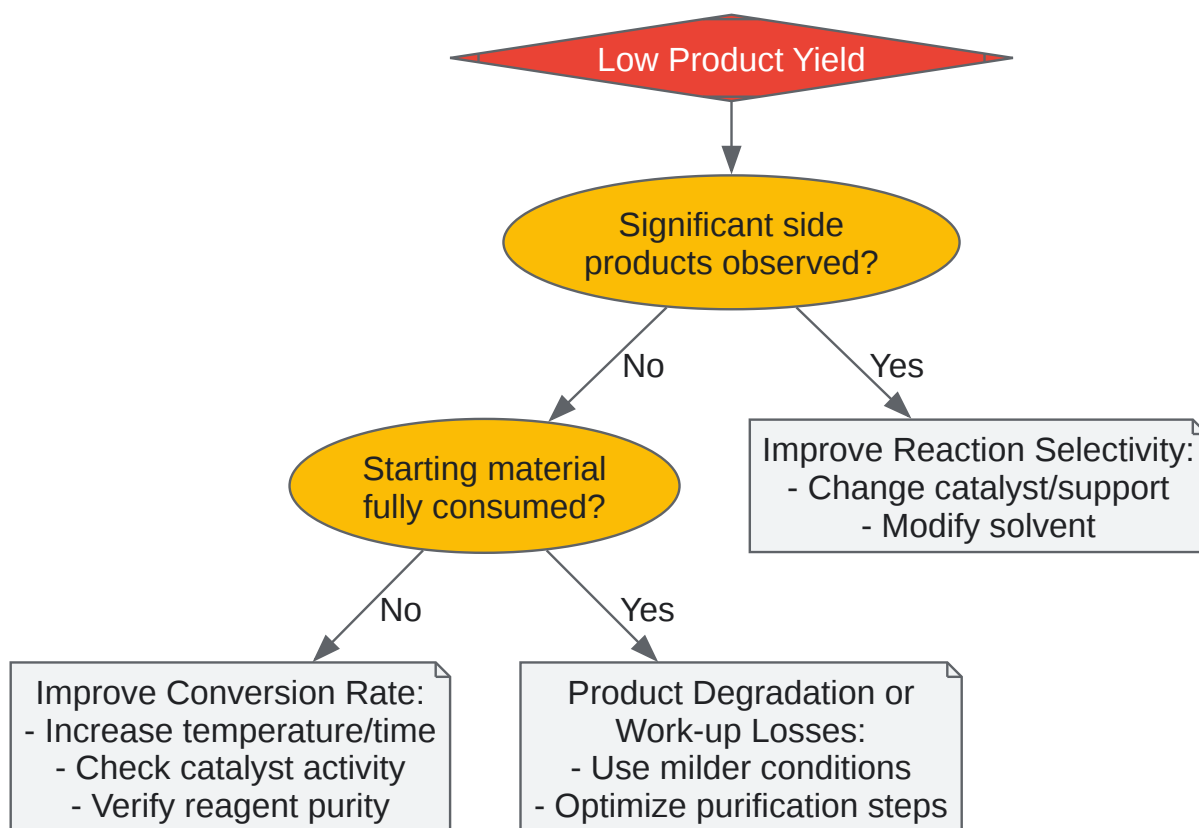 Low Product Yield
Significant side
products observed?
No
Yes
Starting material
fully consumed?
Improve Reaction Selectivity:
- Change catalyst/support
- Modify solvent
No
Yes
Improve Conversion Rate:
- Increase temperature/time
- Check catalyst activity
- Verify reagent purity
Product Degradation or
Work-up Losses:
- Use milder conditions
- Optimize purification steps